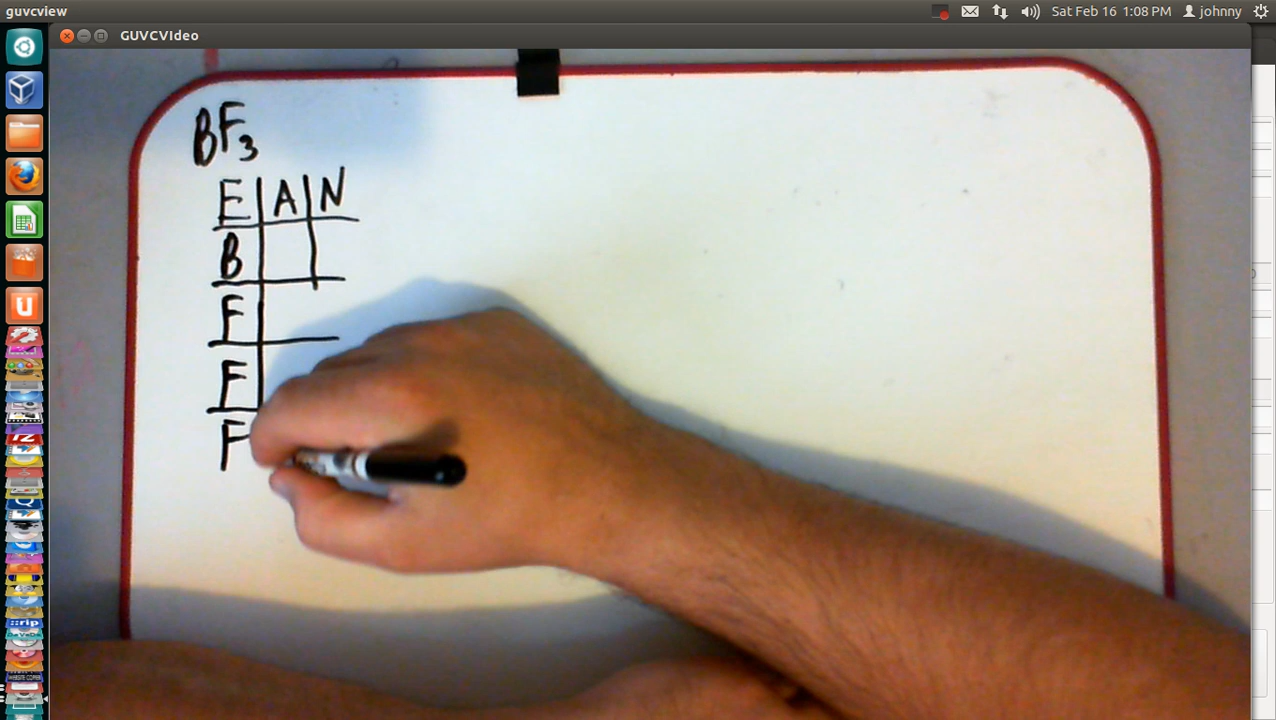 guvcview
Sat Feb 16 1:08 PM johnny
GUVCVIdeo
BF₃
E A N
B
F
F
F